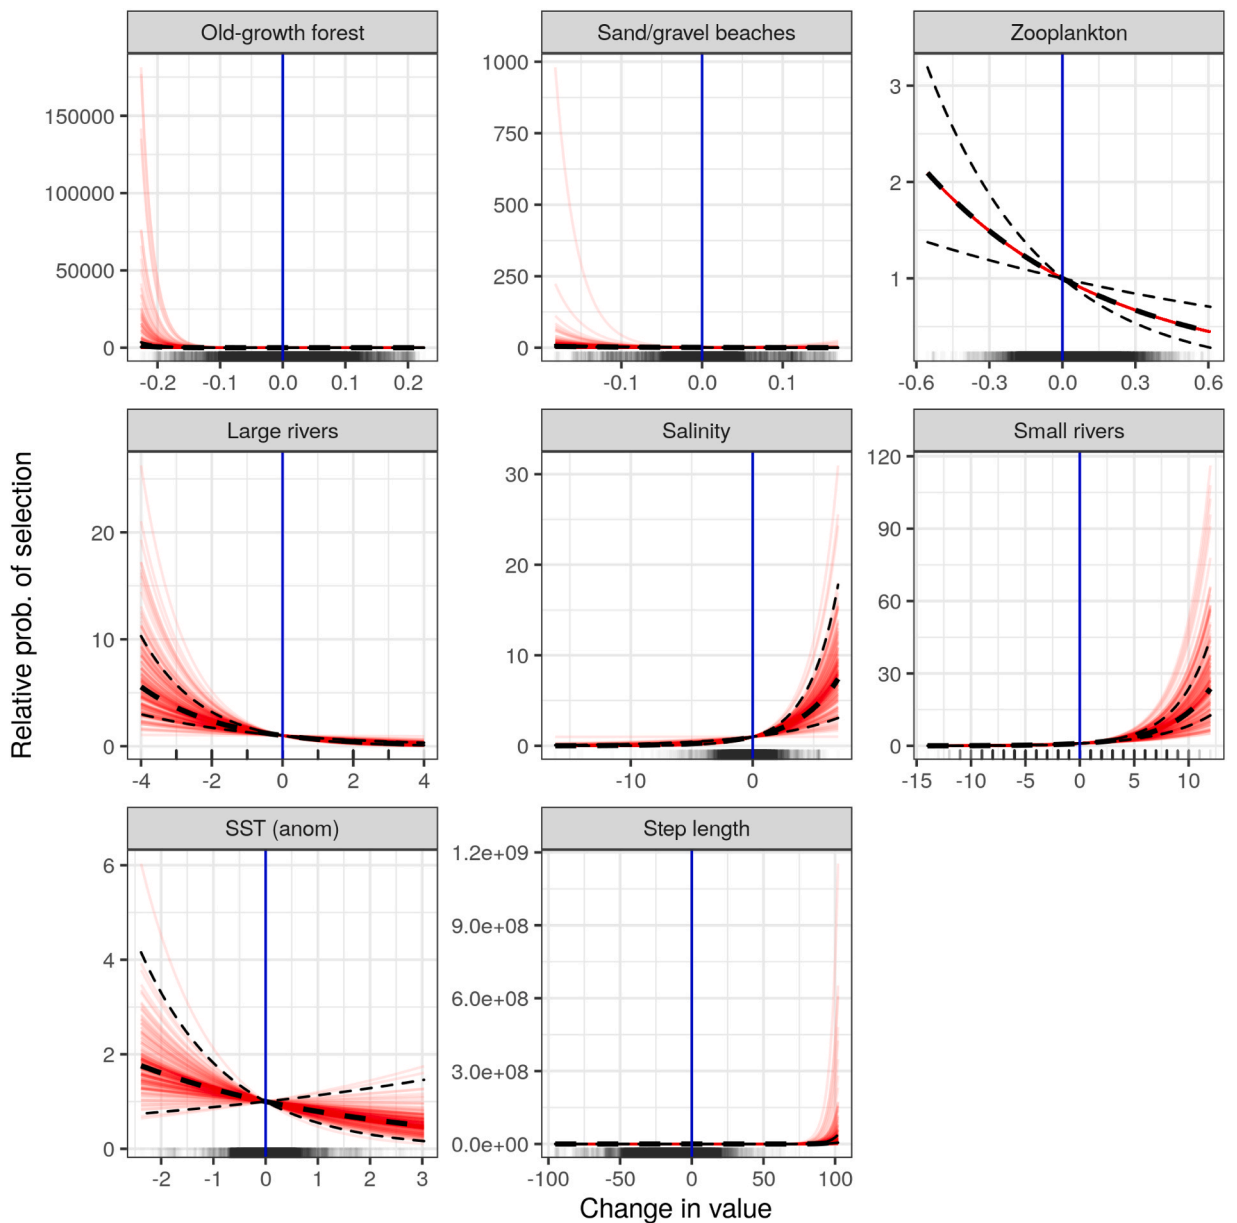 Old-growth forest
Sand/gravel beaches
Zooplankton
150000
100000
50000
0
-0.2 -0.1 0.0 0.1 0.2
1000
750
500
250
0
-0.1 0.0 0.1
3
2
1
-0.6 -0.3 0.0 0.3 0.6
Relative prob. of selection
Large rivers
Salinity
Small rivers
20
10
0
-4 -2 0 2 4
30
20
10
0
-10 0
120
90
60
30
0
-15 -10 -5 0 5 10
SST (anom)
Step length
6
4
2
0
-2 -1 0 1 2 3
1.2e+09
9.0e+08
6.0e+08
3.0e+08
0.0e+00
-100 -50 0 50 100
Change in value